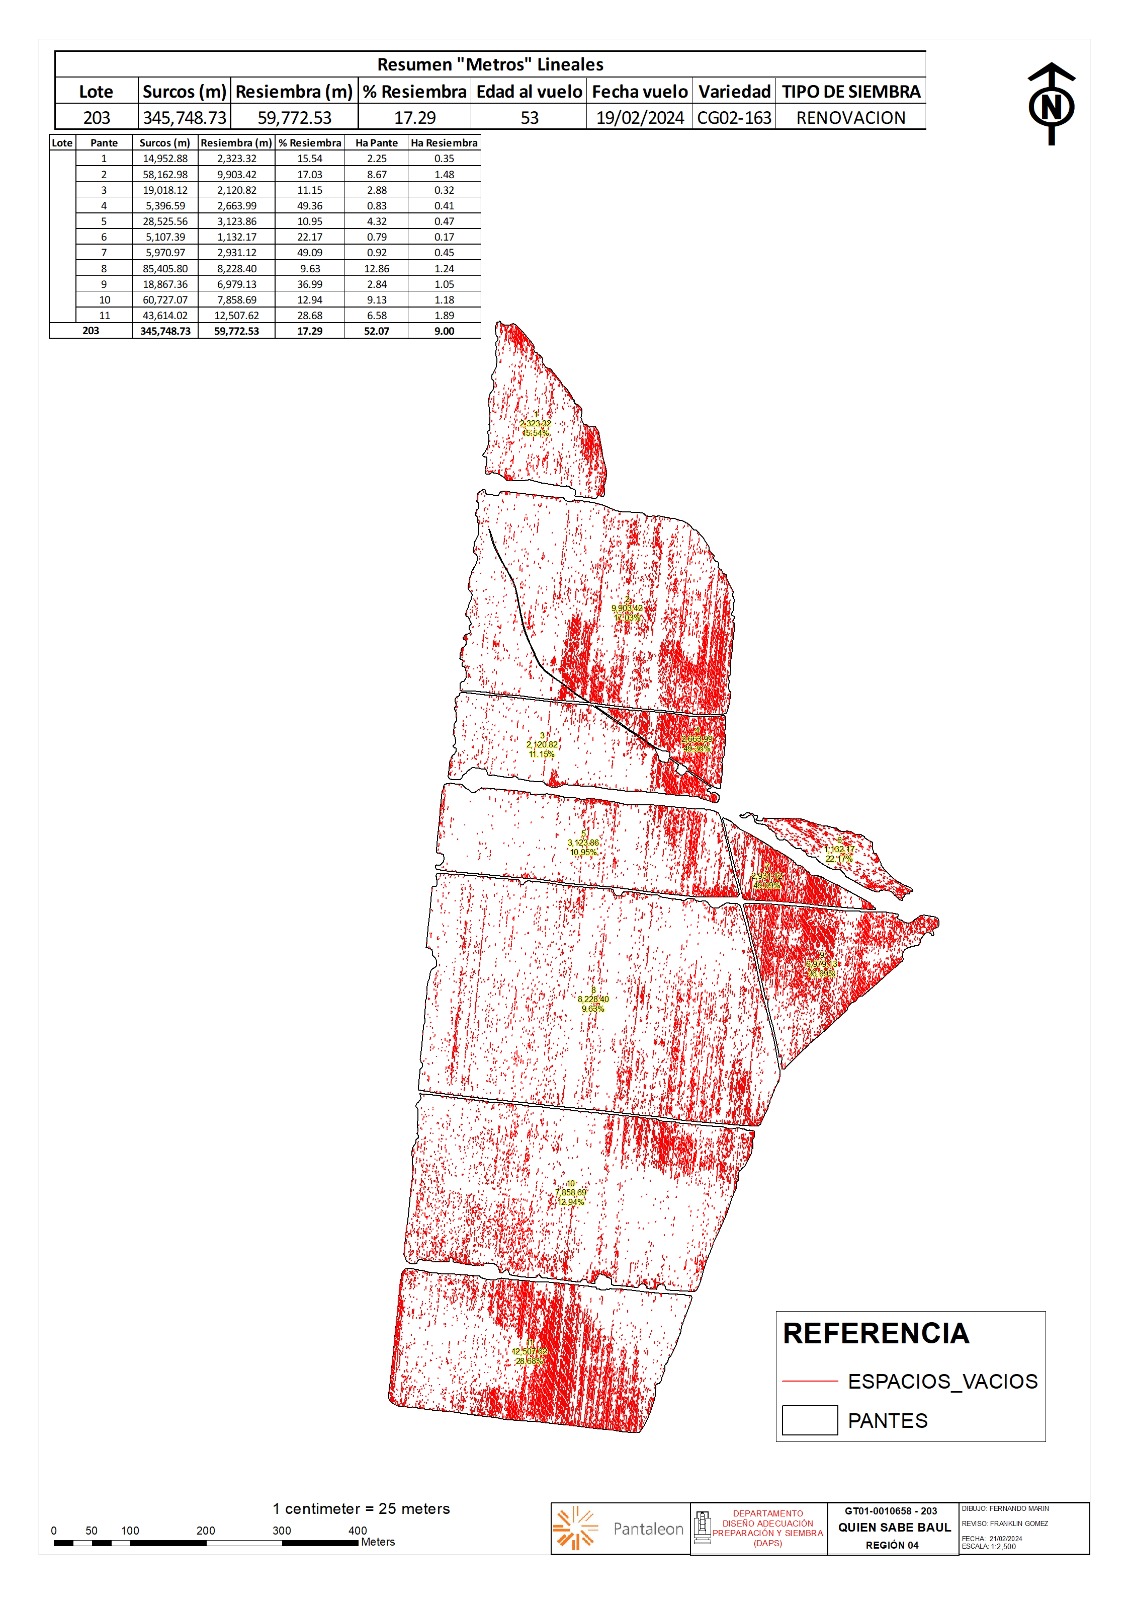 Resumen "Metros" Lineales
Lote Surcos (m) Resiembra (m) % Resiembra Edad al vuelo Fecha vuelo Variedad TIPO DE SIEMBRA
203 345,748.73 59,772.53 17.29 53 19/02/2024 CG02-163 RENOVACION
Lote Pante Surcos (m) Resiembra (m) % Resiembra Ha Pante Ha Resiembra
1 14,952.88 2,323.32 15.54 2.25 0.35
2 58,162.98 9,903.42 17.03 8.67 1.48
3 19,018.12 2,120.82 11.15 2.88 0.32
4 5,396.59 2,663.99 49.36 0.83 0.41
5 28,525.56 3,123.86 10.95 4.32 0.47
6 5,107.39 1,132.17 22.17 0.79 0.17
7 5,970.97 2,931.12 49.09 0.92 0.45
8 85,405.80 8,228.40 9.63 12.86 1.24
9 18,867.36 6,979.13 36.99 2.84 1.05
10 60,727.07 7,858.69 12.94 9.13 1.18
11 43,614.02 12,507.62 28.68 6.58 1.89
203 345,748.73 59,772.53 17.29 52.07 9.00
N
1
2,323.32
15.54%
2
9,903.42
17.03%
3
2,120.82
11.15%
2,663.99
49.36%
5
3,123.86
10.95%
1,132.17
22.17%
8
8,228.40
9.63%
10
7,858.69
12.94%
11
12,507.62
28.68%
REFERENCIA
ESPACIOS_VACIOS
PANTES
1 centimeter = 25 meters
0 50 100 200 300 400
Meters
Pantaleon
DEPARTAMENTO
DISEÑO ADECUACIÓN
PREPARACIÓN Y SIEMBRA
(DAPS)
GT01-0010658 - 203
QUIEN SABE BAUL
REGIÓN 04
DIBUJO: FERNANDO MARIN
REVISO: FRANKLIN GOMEZ
FECHA: 21/02/2024
ESCALA: 1:2,500